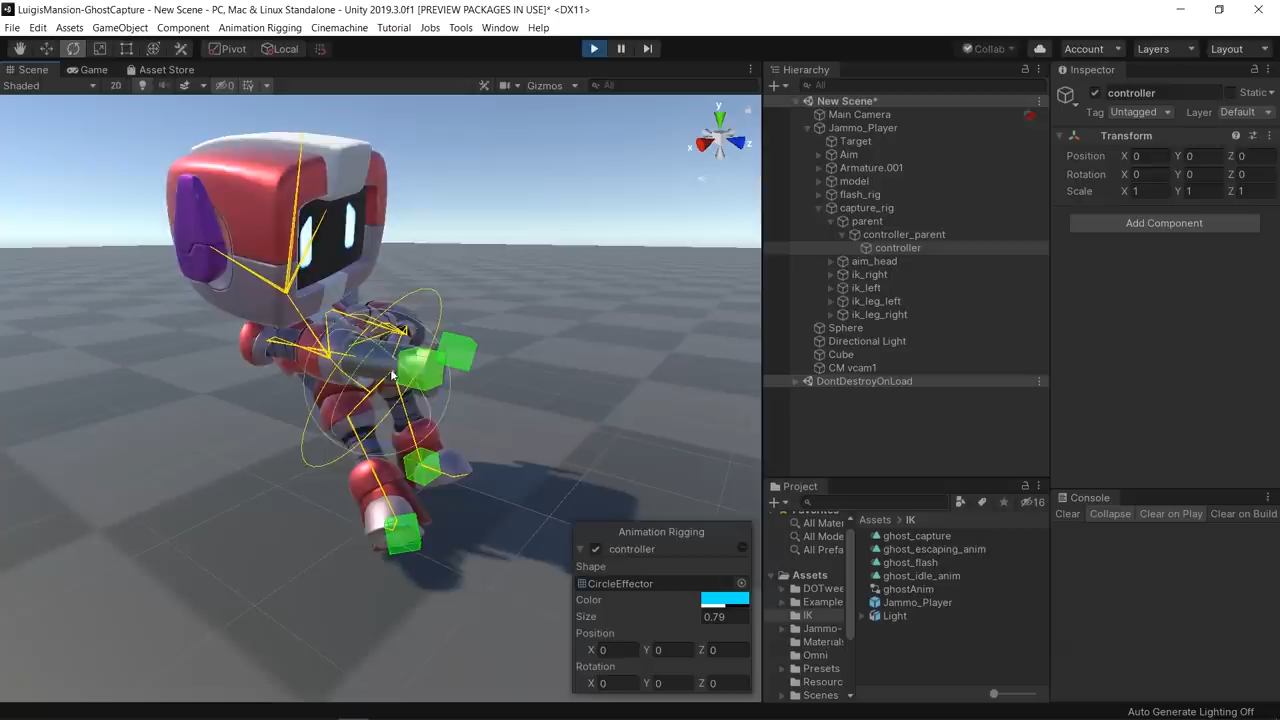 LuigisMansion-GhostCapture - New Scene - PC, Mac & Linux Standalone - Unity 2019.3.0f1 [PREVIEW PACKAGES IN USE]* <DX11>
File Edit Assets GameObject Component Animation Rigging Cinemachine Tutorial Jobs Tools Window Help
Pivot Local Collab Account Layers Layout
Scene Game Asset Store
Shaded 2D 0 Gizmos All
y
x z
Hierarchy
All
New Scene*
Main Camera
Jammo_Player
Target
Aim
Armature.001
model
flash_rig
capture_rig
parent
controller_parent
controller
aim_head
ik_right
ik_left
ik_leg_left
ik_leg_right
Sphere
Directional Light
Cube
CM vcam1
DontDestroyOnLoad
Inspector
controller Static
Tag Untagged Layer Default
Transform
Position X 0 Y 0 Z 0
Rotation X 0 Y 0 Z 0
Scale X 1 Y 1 Z 1
Add Component
Animation Rigging
controller
Shape
CircleEffector
Color
Size 0.79
Position
X 0 Y 0 Z 0
Rotation
X 0 Y 0 Z 0
Project
16
All Mater
All Mode
All Prefa
Assets
DOTwee
Example
IK
Jammo-
Material
Omni
Presets
Resourc
Scenes
Assets > IK
ghost_capture
ghost_escaping_anim
ghost_flash
ghost_idle_anim
ghostAnim
Jammo_Player
Light
Console
Clear Collapse Clear on Play Clear on Build
Auto Generate Lighting Off